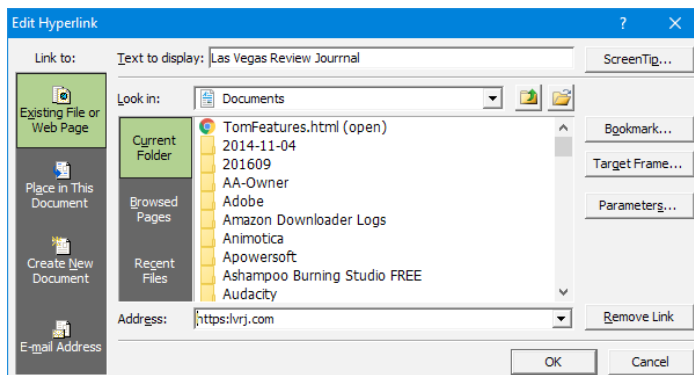 Edit Hyperlink ? ×
Link to: Text to display: Las Vegas Review Jourrnal ScreenTip...
Existing File or
Web Page
Place in This
Document
Create New
Document
E-mail Address
Look in: Documents
Current
Folder
Browsed
Pages
Recent
Files
TomFeatures.html (open)
2014-11-04
201609
AA-Owner
Adobe
Amazon Downloader Logs
Animotica
Apowersoft
Ashampoo Burning Studio FREE
Audacity
Bookmark...
Target Frame...
Parameters...
Address: https:lvrj.com Remove Link
OK Cancel